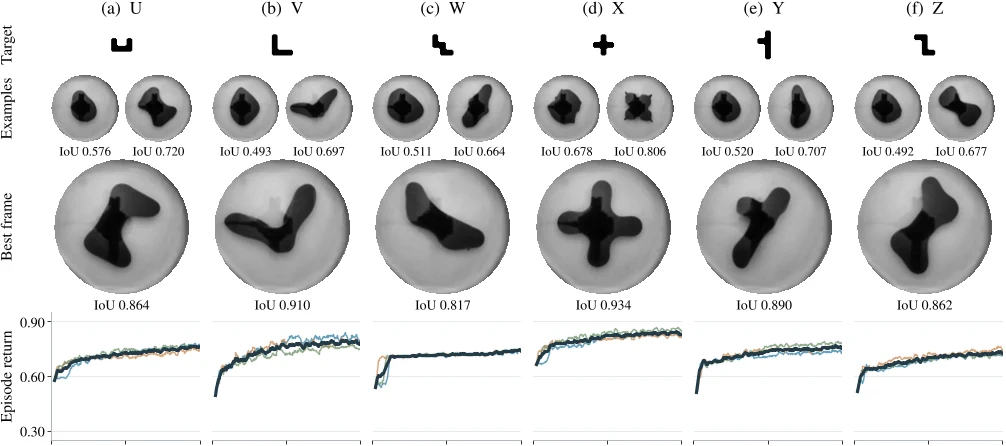 (a) U (b) V (c) W (d) X (e) Y (f) Z
Target
Examples
IoU 0.576 IoU 0.720 IoU 0.493 IoU 0.697 IoU 0.511 IoU 0.664 IoU 0.678 IoU 0.806 IoU 0.520 IoU 0.707 IoU 0.492 IoU 0.677
Best frame
IoU 0.864 IoU 0.910 IoU 0.817 IoU 0.934 IoU 0.890 IoU 0.862
Episode return
0.90
0.60
0.30